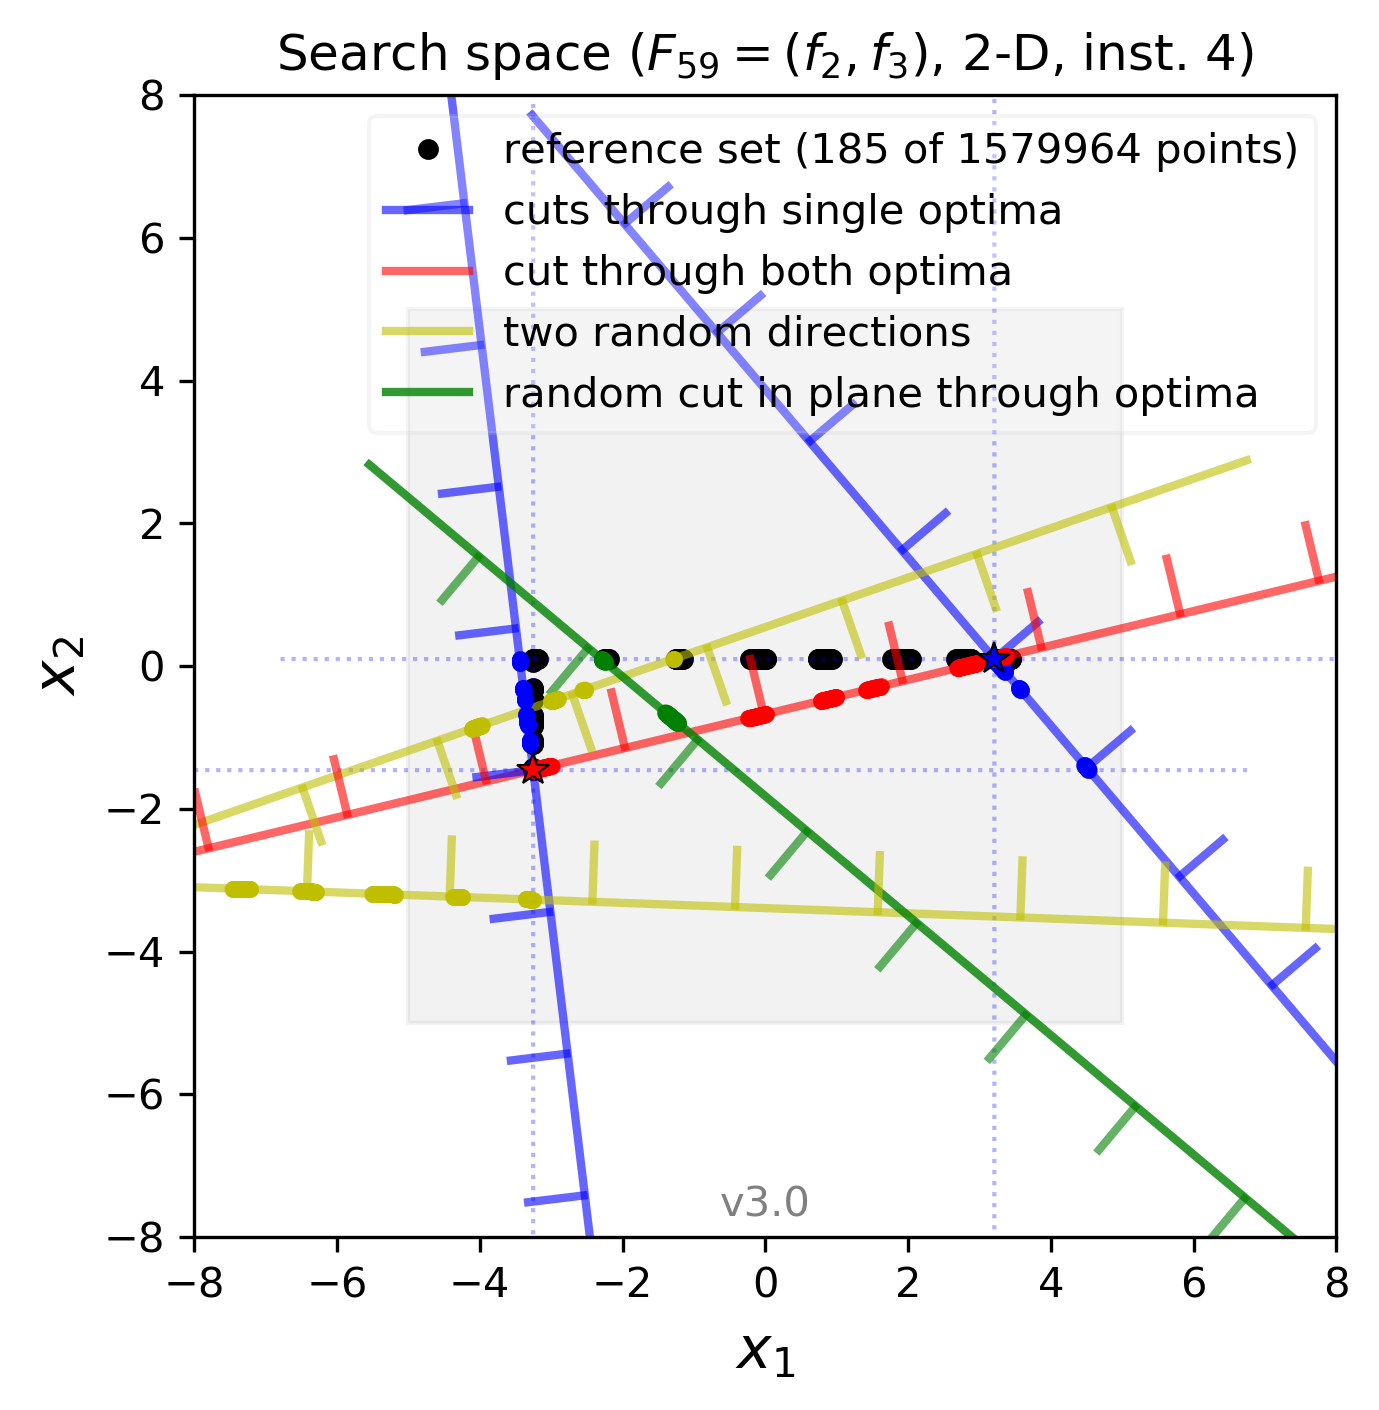 Search space (F₅₉ = (f₂, f₃), 2-D, inst. 4)
reference set (185 of 1579964 points)
cuts through single optima
cut through both optima
two random directions
random cut in plane through optima
8
6
4
2
0
−2
−4
−6
−8
x₂
v3.0
−8 −6 −4 −2 0 2 4 6 8
x₁